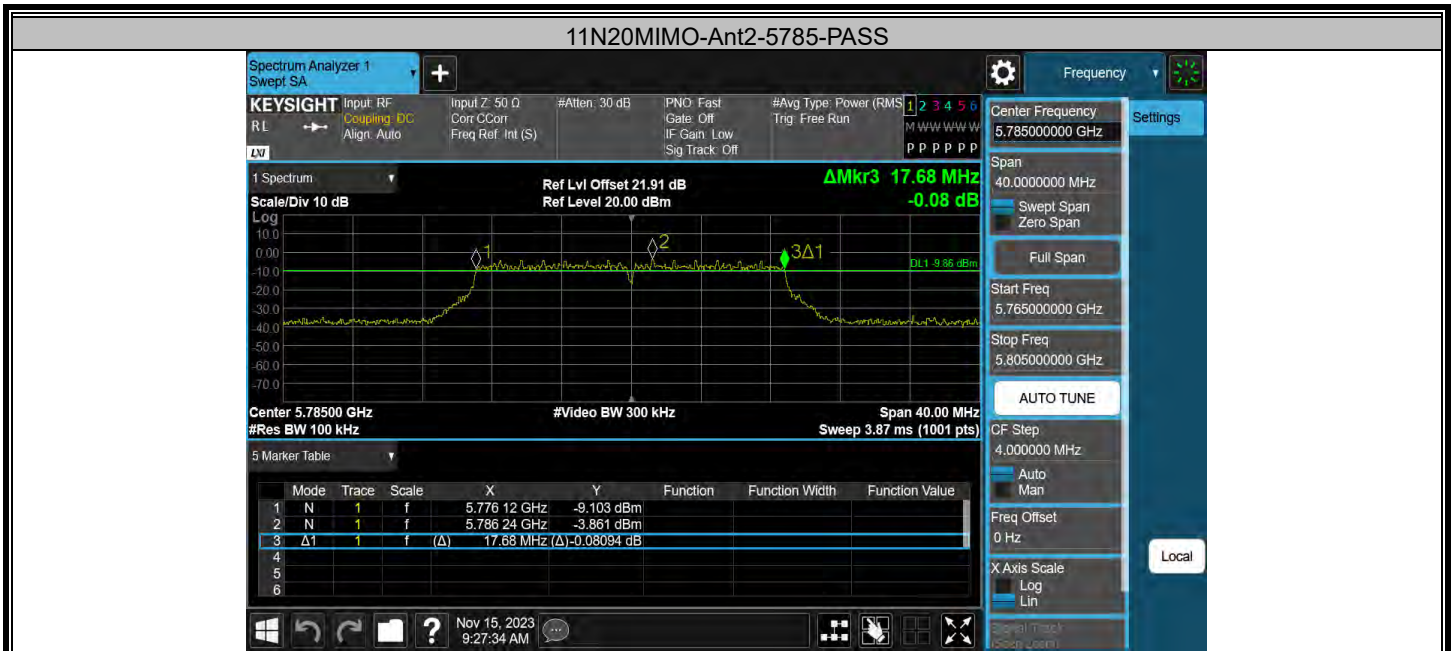 11N20MIMO-Ant2-5785-PASS
Spectrum Analyzer 1
Swept SA
+
Frequency
KEYSIGHT
RL
LXI
Input: RF
Coupling: DC
Align: Auto
Input Z: 50 Ω
Corr CCorr
Freq Ref: Int (S)
#Atten: 30 dB
PNO: Fast
Gate: Off
IF Gain: Low
Sig Track: Off
#Avg Type: Power (RMS
Trig: Free Run
1 2 3 4 5 6
M W W W W W
P P P P P P
1 Spectrum
Scale/Div 10 dB
Ref Lvl Offset 21.91 dB
Ref Level 20.00 dBm
ΔMkr3 17.68 MHz
-0.08 dB
Log
10.0
0.00
-10.0
-20.0
-30.0
-40.0
-50.0
-60.0
-70.0
1
2
3Δ1
DL1 -9.86 dBm
Center 5.78500 GHz
#Video BW 300 kHz
Span 40.00 MHz
#Res BW 100 kHz
Sweep 3.87 ms (1001 pts)
5 Marker Table
Mode Trace Scale X Y Function Function Width Function Value
1 N 1 f 5.776 12 GHz -9.103 dBm
2 N 1 f 5.786 24 GHz -3.861 dBm
3 Δ1 1 f (Δ) 17.68 MHz (Δ) -0.08094 dB
4
5
6
Nov 15, 2023
9:27:34 AM
?
Center Frequency
5.785000000 GHz
Span
40.0000000 MHz
Swept Span
Zero Span
Full Span
Start Freq
5.765000000 GHz
Stop Freq
5.805000000 GHz
AUTO TUNE
CF Step
4.000000 MHz
Auto
Man
Freq Offset
0 Hz
X Axis Scale
Log
Lin
Signal Track
(Span Zoom)
Settings
Local